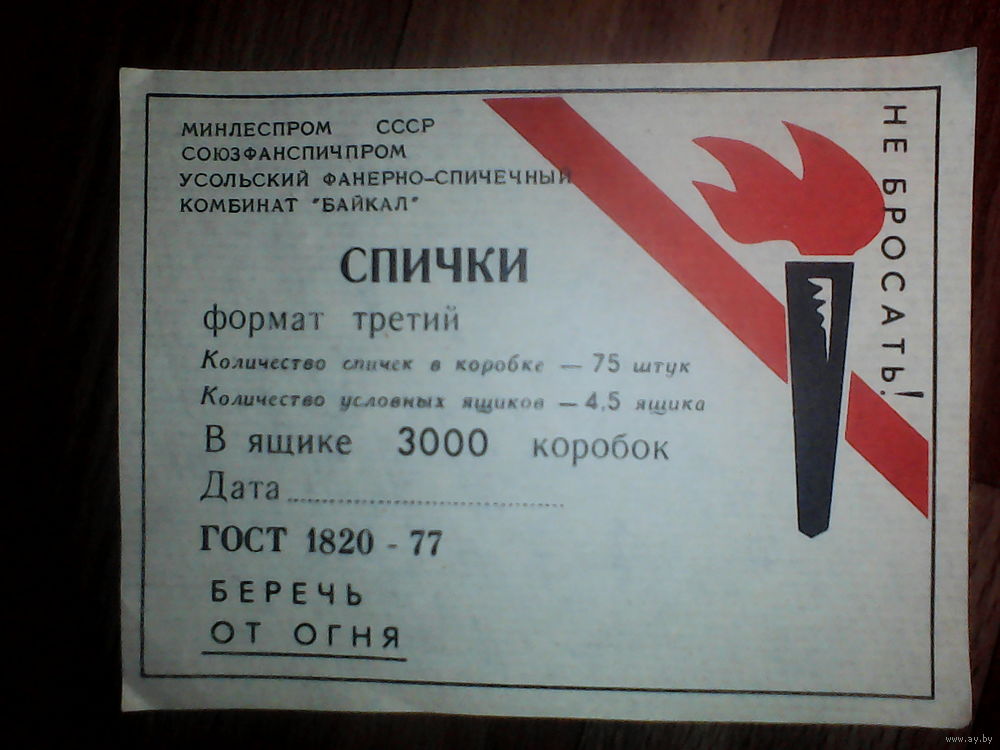 МИНЛЕСПРОМ СССР
СОЮЗФАНСПИЧПРОМ
УСОЛЬСКИЙ ФАНЕРНО-СПИЧЕЧНЫЙ
КОМБИНАТ "БАЙКАЛ"
СПИЧКИ
формат третий
Количество спичек в коробке — 75 штук
Количество условных ящиков — 4,5 ящика
В ящике 3000 коробок
Дата
ГОСТ 1820 - 77
БЕРЕЧЬ
ОТ ОГНЯ
НЕ БРОСАТЬ!
www.ay.by